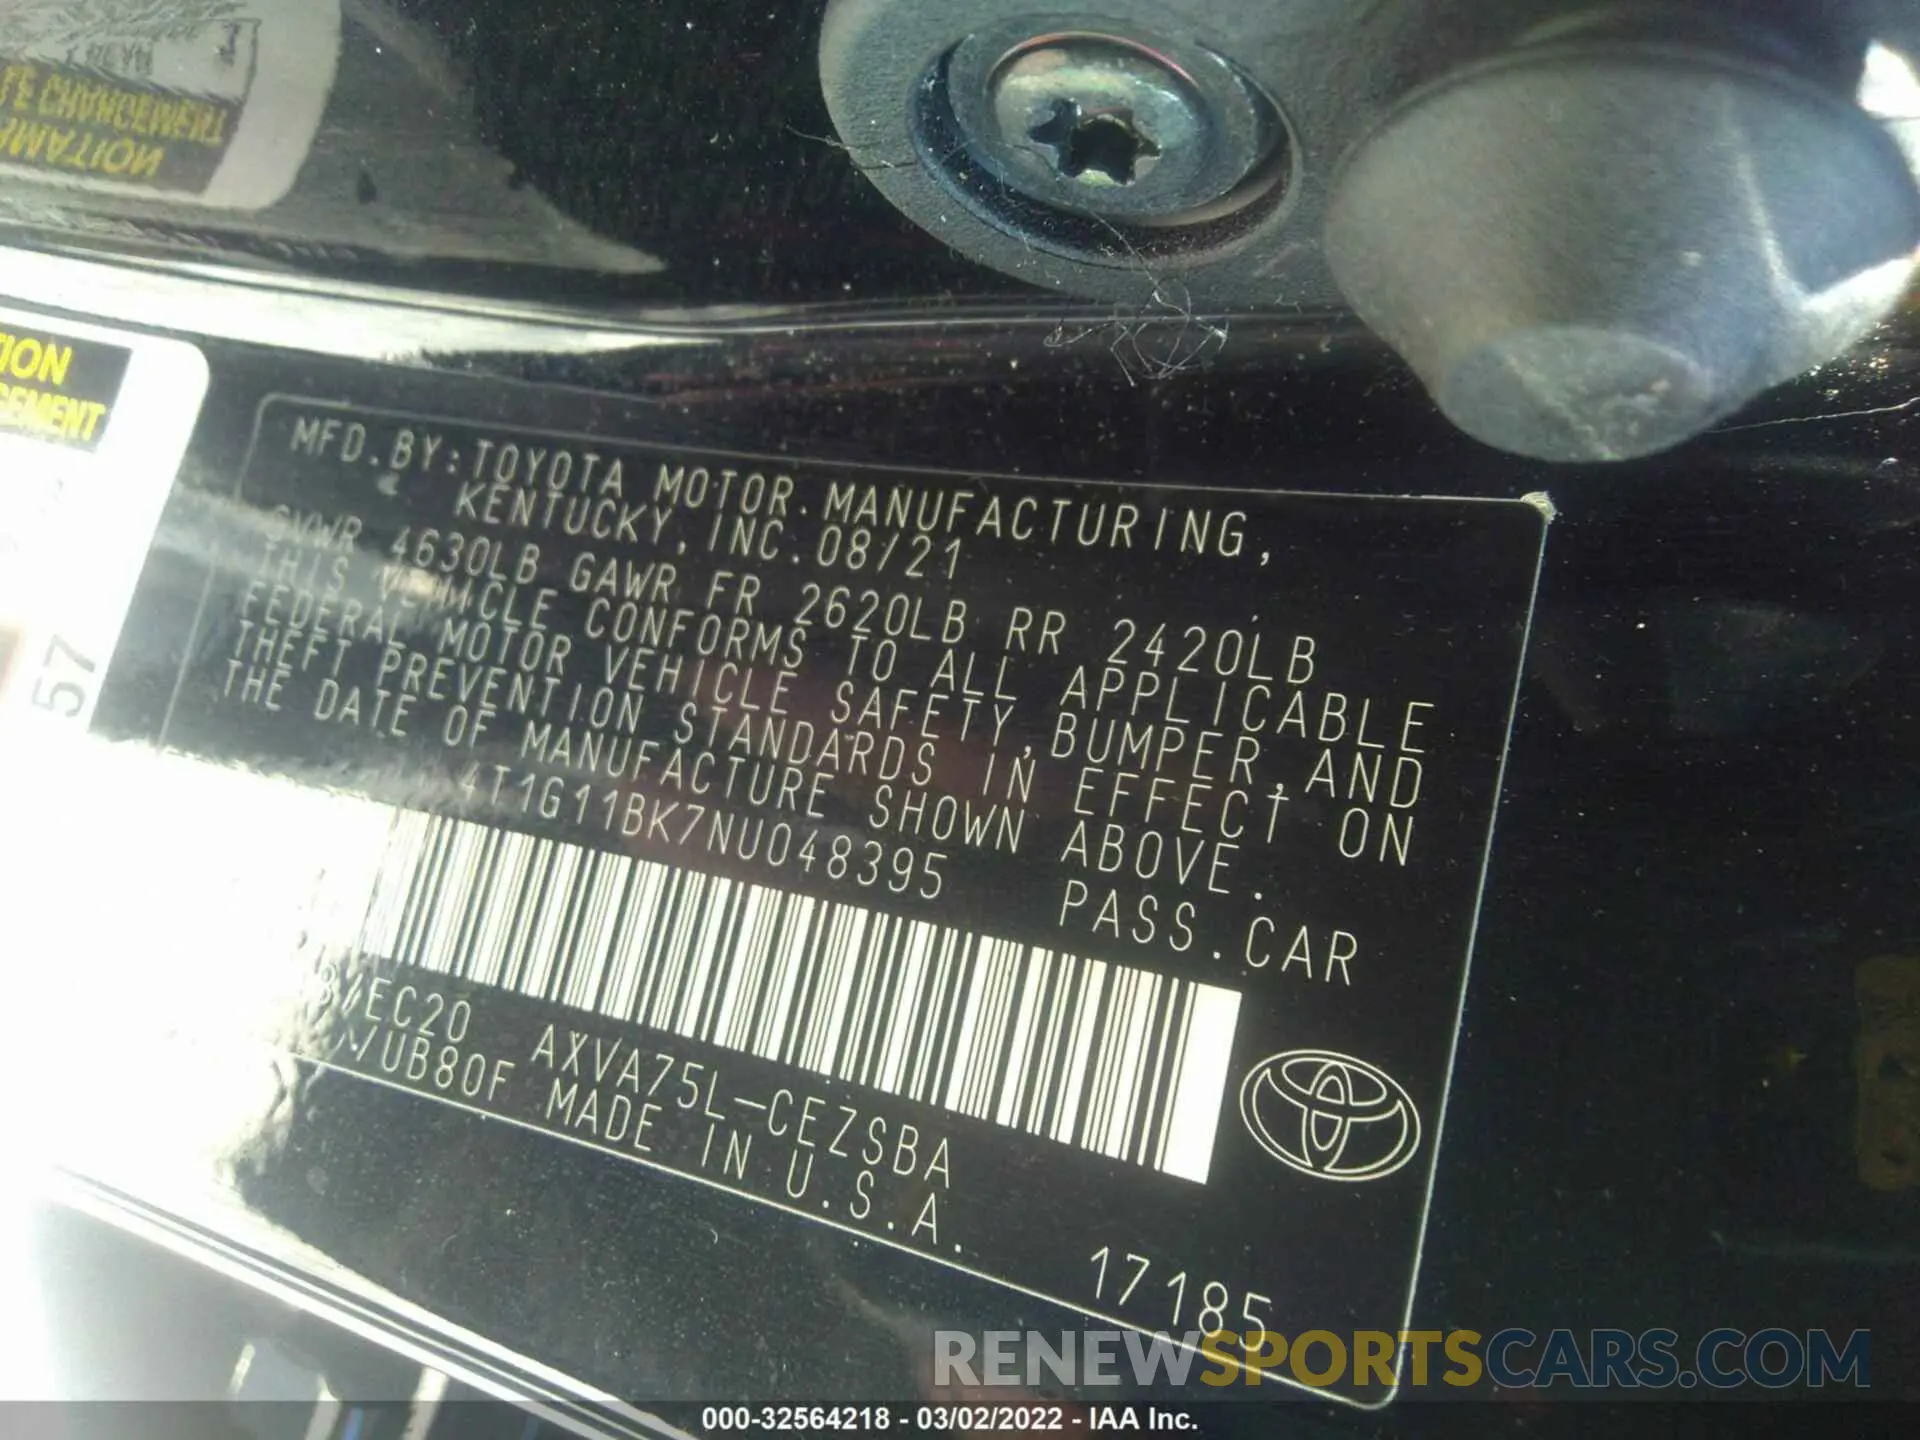 TION
CEMENT
57
MFD.BY:TOYOTA MOTOR MANUFACTURING,
KENTUCKY, INC. 08/21
GVWR 4630LB GAWR FR 2620LB RR 2420LB
THIS VEHICLE CONFORMS TO ALL APPLICABLE
FEDERAL MOTOR VEHICLE SAFETY, BUMPER, AND
THEFT PREVENTION STANDARDS IN EFFECT ON
THE DATE OF MANUFACTURE SHOWN ABOVE.
4T1G11BK7NU048395 PASS.CAR
/EC20 AXVA75L-CEZSBA
/UB80F MADE IN U.S.A.
17185
RENEWSPORTSCARS.COM
000-32564218 - 03/02/2022 - IAA Inc.